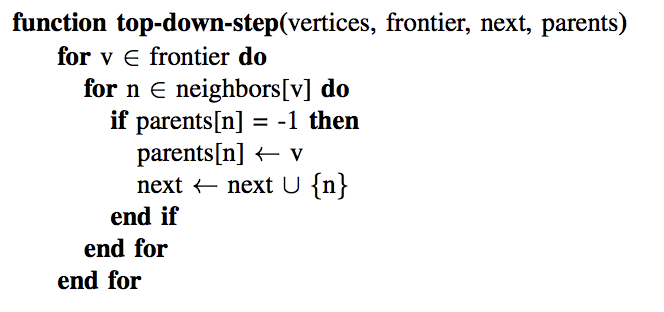 function top-down-step(vertices, frontier, next, parents)
for v ∈ frontier do
for n ∈ neighbors[v] do
if parents[n] = -1 then
parents[n] ← v
next ← next ∪ {n}
end if
end for
end for